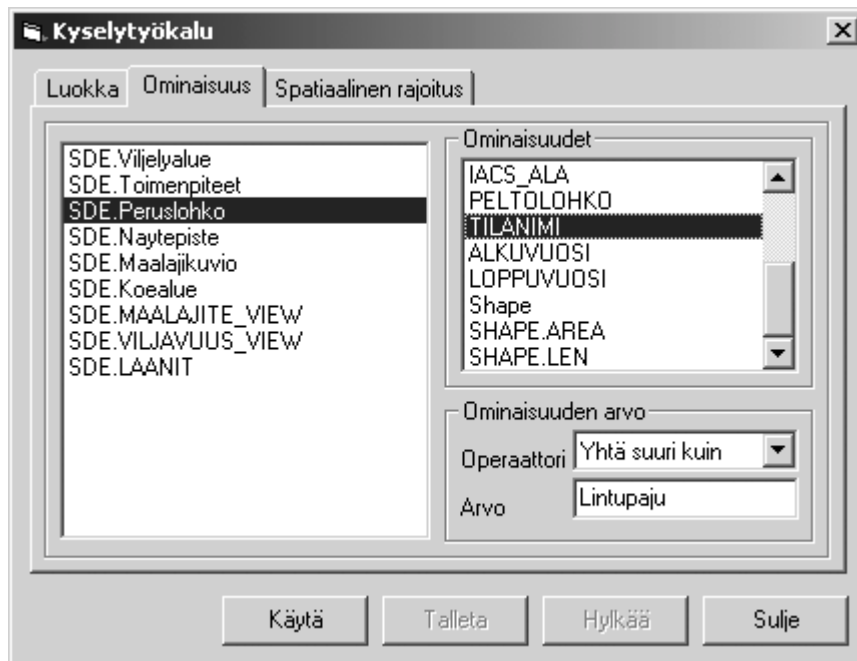 Kyselytyökalu
Luokka Ominaisuus Spatiaalinen rajoitus
SDE.Viljelyalue
SDE.Toimenpiteet
SDE.Peruslohko
SDE.Naytepiste
SDE.Maalajikuvio
SDE.Koealue
SDE.MAALAJITE_VIEW
SDE.VILJAVUUS_VIEW
SDE.LAANIT
Ominaisuudet
IACS_ALA
PELTOLOHKO
TILANIMI
ALKUVUOSI
LOPPUVUOSI
Shape
SHAPE.AREA
SHAPE.LEN
Ominaisuuden arvo
Operaattori Yhtä suuri kuin
Arvo Lintupaju
Käytä Talleta Hylkää Sulje